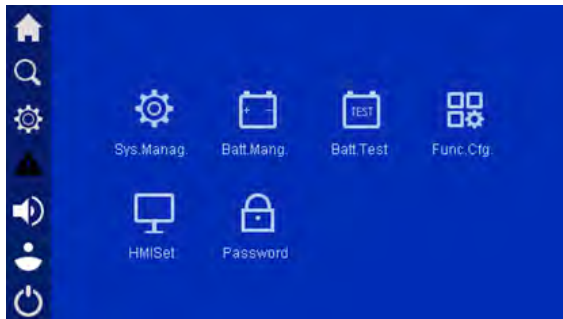 Sys.Manag.
Batt.Mang.
+ -
TEST
Batt.Test
Func.Cfg.
HMISet
Password